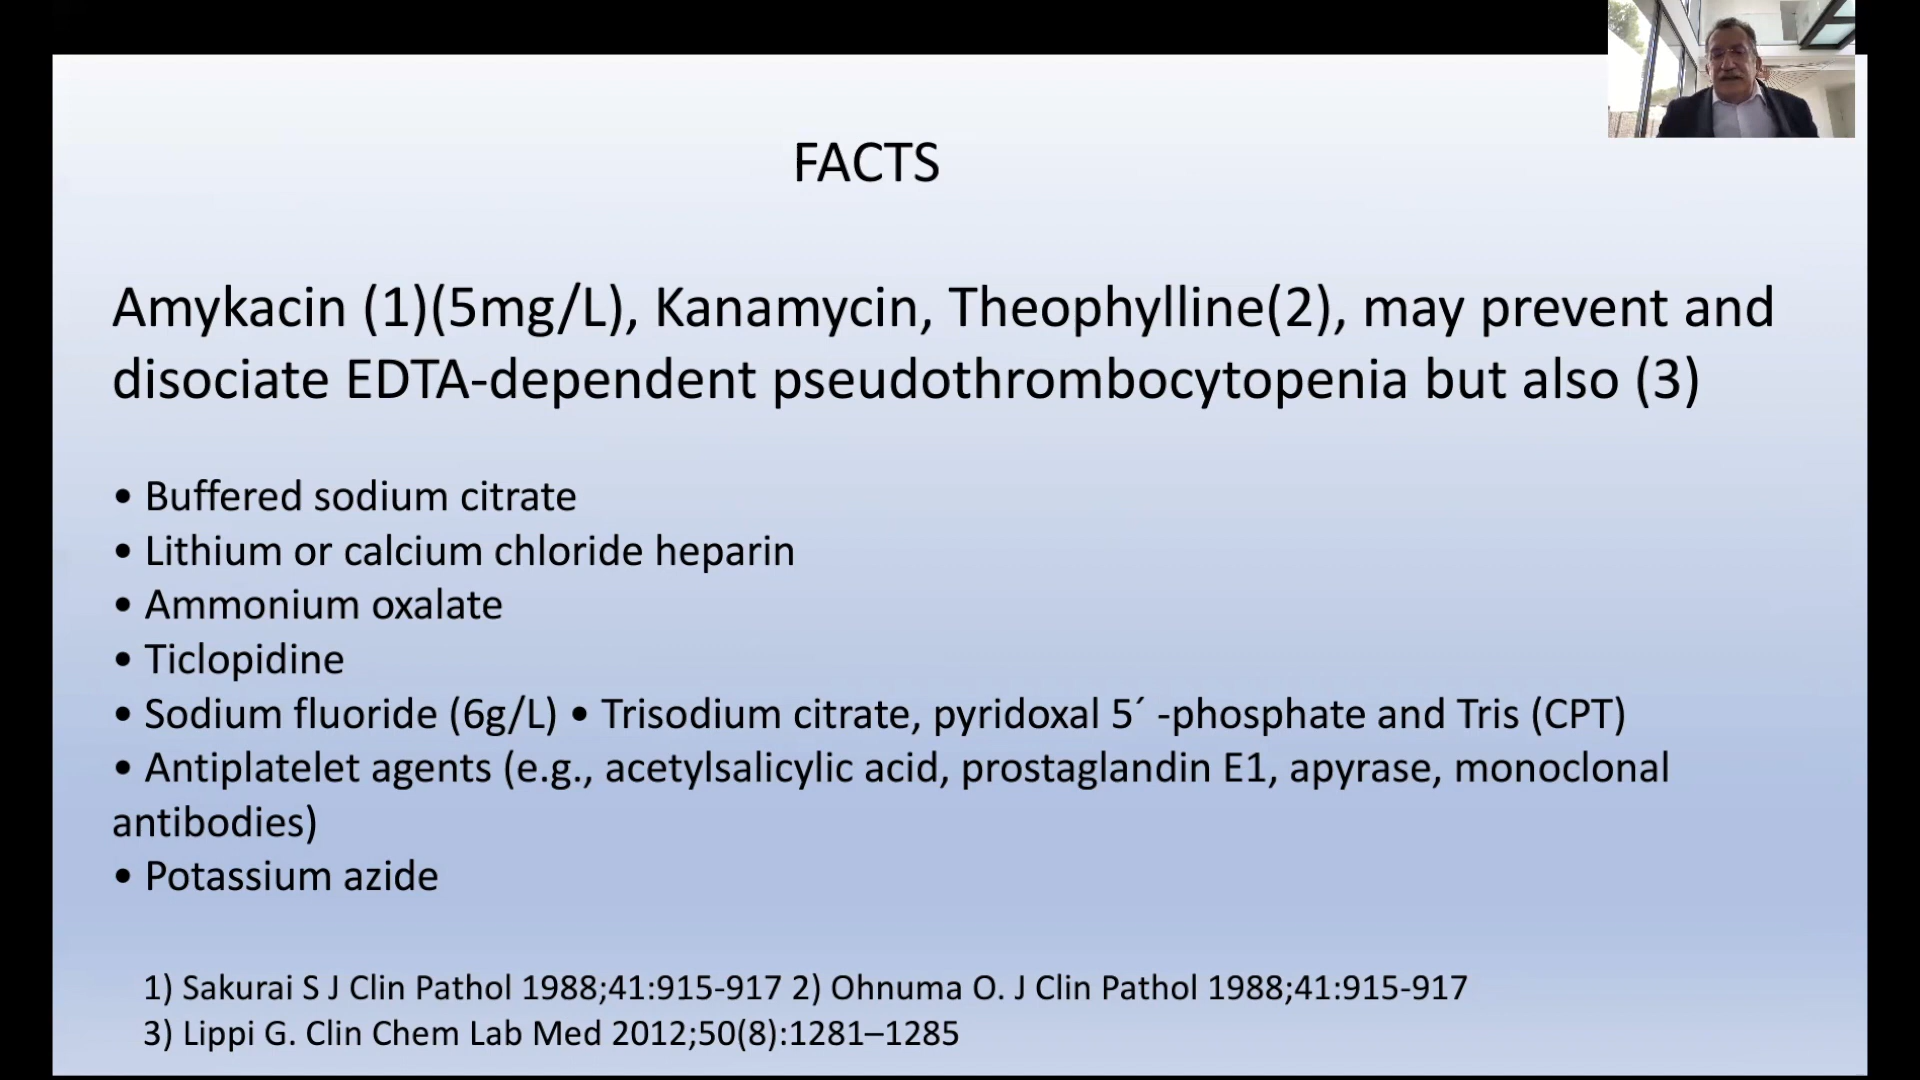 FACTS
Amykacin (1)(5mg/L), Kanamycin, Theophylline(2), may prevent and
disociate EDTA-dependent pseudothrombocytopenia but also (3)
• Buffered sodium citrate
• Lithium or calcium chloride heparin
• Ammonium oxalate
• Ticlopidine
• Sodium fluoride (6g/L) • Trisodium citrate, pyridoxal 5´ -phosphate and Tris (CPT)
• Antiplatelet agents (e.g., acetylsalicylic acid, prostaglandin E1, apyrase, monoclonal
antibodies)
• Potassium azide
1) Sakurai S J Clin Pathol 1988;41:915-917 2) Ohnuma O. J Clin Pathol 1988;41:915-917
3) Lippi G. Clin Chem Lab Med 2012;50(8):1281–1285